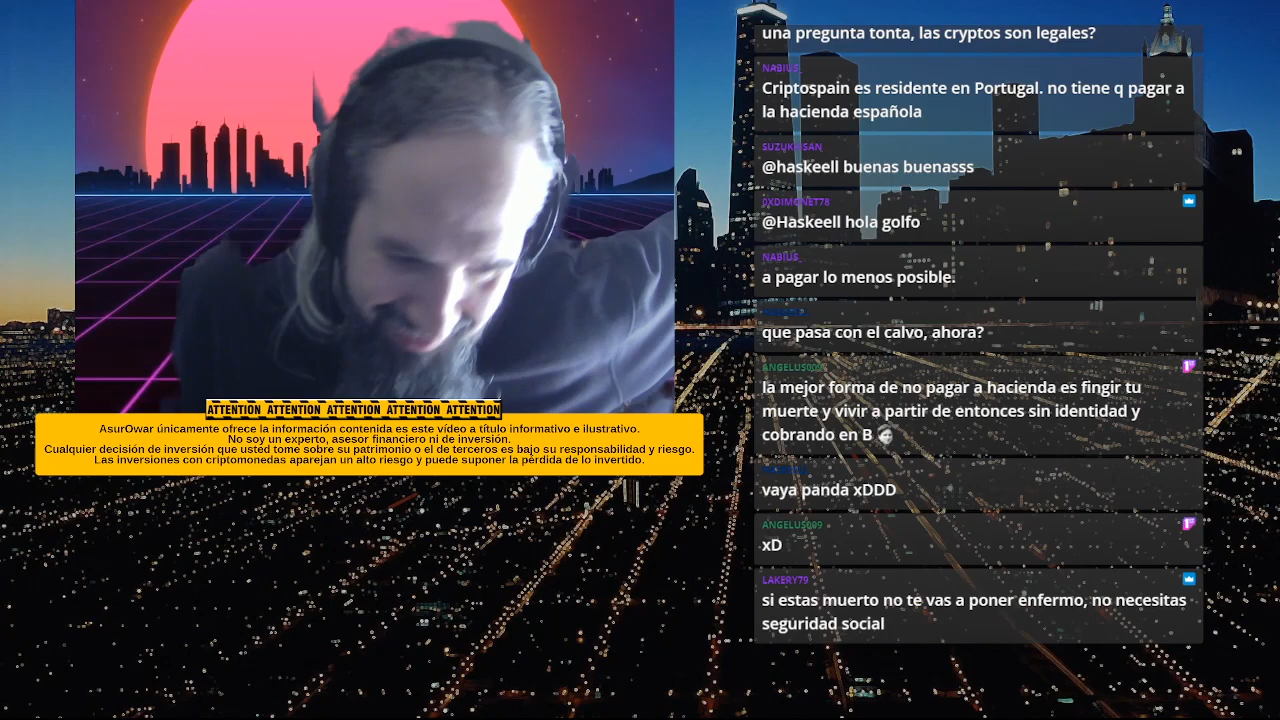 ATTENTION ATTENTION ATTENTION ATTENTION ATTENTION
AsurOwar únicamente ofrece la información contenida es este vídeo a título informativo e ilustrativo.
No soy un experto, asesor financiero ni de inversión.
Cualquier decisión de inversión que usted tome sobre su patrimonio o el de terceros es bajo su responsabilidad y riesgo.
Las inversiones con criptomonedas aparejan un alto riesgo y puede suponer la pérdida de lo invertido.
una pregunta tonta, las cryptos son legales?
NABIUS_
Criptospain es residente en Portugal. no tiene q pagar a
la hacienda española
@haskeell buenas buenasss
0XDIMONET78
@Haskeell hola golfo
NABIUS_
a pagar lo menos posible.
que pasa con el calvo, ahora?
ANGELUS009
la mejor forma de no pagar a hacienda es fingir tu
muerte y vivir a partir de entonces sin identidad y
cobrando en B
vaya panda xDDD
ANGELUS009
xD
LAKERY79
si estas muerto no te vas a poner enfermo, no necesitas
seguridad social